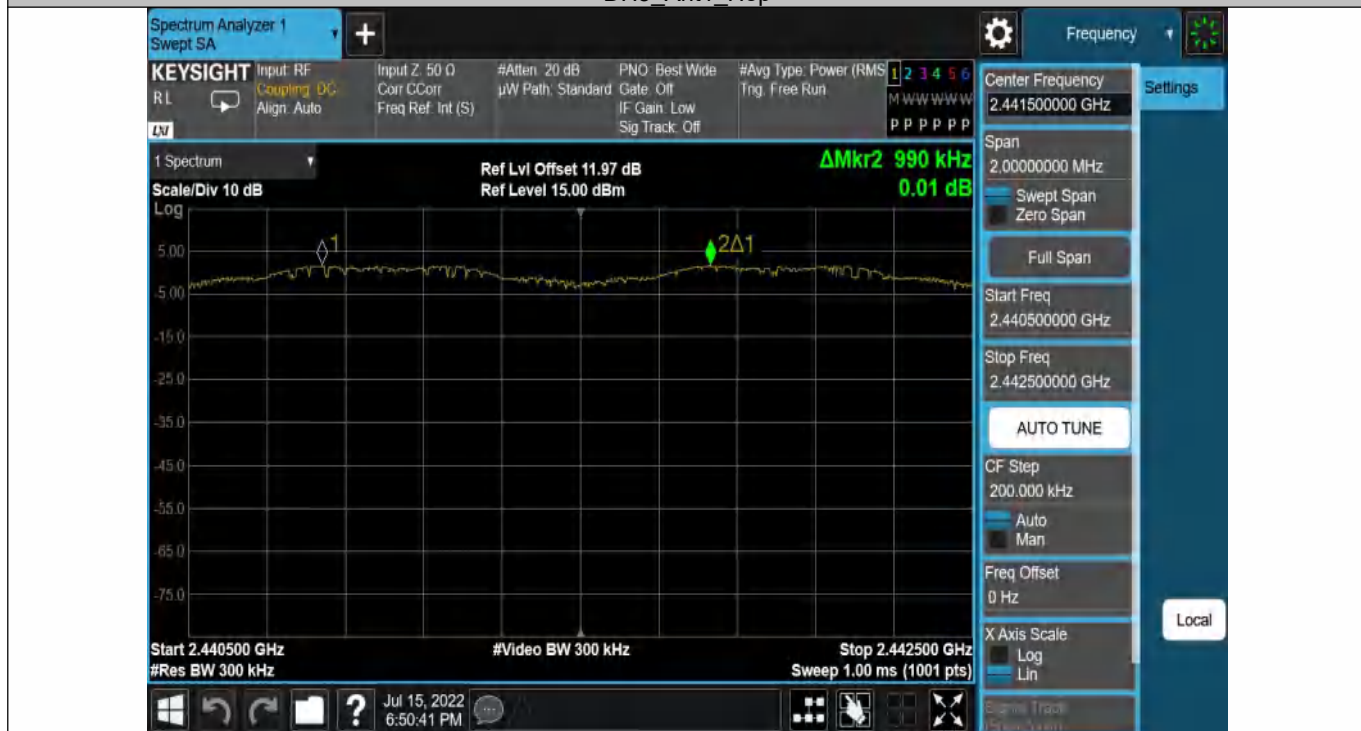 Spectrum Analyzer 1
Swept SA
+
Frequency
KEYSIGHT
RL
LXI
Input: RF
Coupling: DC
Align: Auto
Input Z: 50 Ω
Corr CCorr
Freq Ref: Int (S)
#Atten: 20 dB
µW Path: Standard
PNO: Best Wide
Gate: Off
IF Gain: Low
Sig Track: Off
#Avg Type: Power (RMS
Trig: Free Run
1 2 3 4 5 6
M W W W W W
P P P P P P
1 Spectrum
Scale/Div 10 dB
Log
Ref Lvl Offset 11.97 dB
Ref Level 15.00 dBm
ΔMkr2 990 kHz
0.01 dB
1
2Δ1
5.00
-5.00
-15.0
-25.0
-35.0
-45.0
-55.0
-65.0
-75.0
Start 2.440500 GHz
#Res BW 300 kHz
#Video BW 300 kHz
Stop 2.442500 GHz
Sweep 1.00 ms (1001 pts)
Center Frequency
2.441500000 GHz
Settings
Span
2.00000000 MHz
Swept Span
Zero Span
Full Span
Start Freq
2.440500000 GHz
Stop Freq
2.442500000 GHz
AUTO TUNE
CF Step
200.000 kHz
Auto
Man
Freq Offset
0 Hz
X Axis Scale
Log
Lin
Local
?
Jul 15, 2022
6:50:41 PM